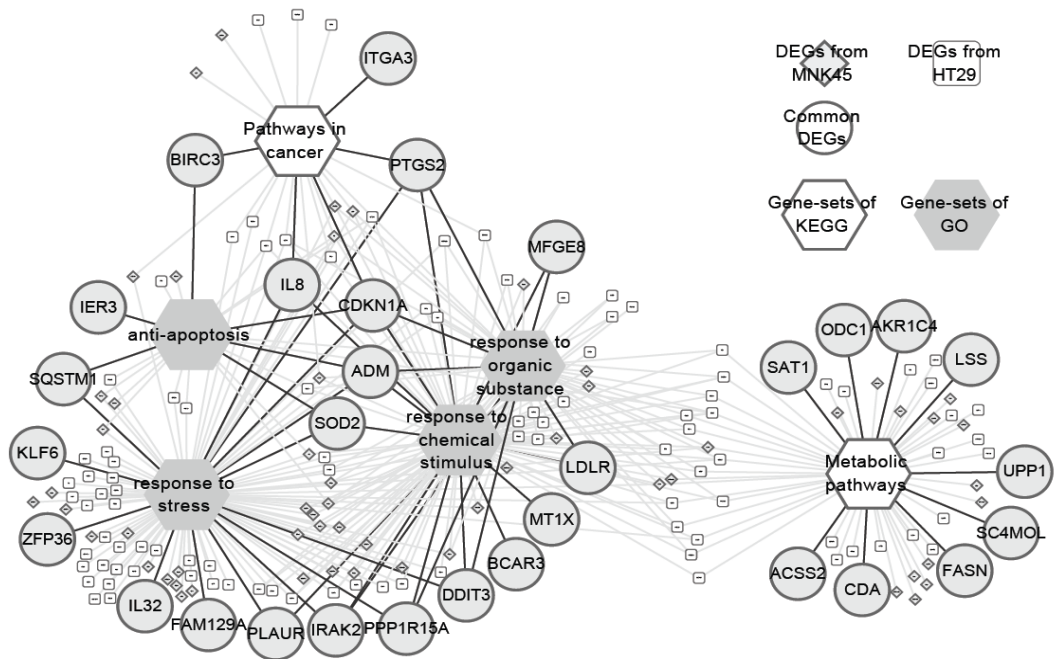 DEGs from
MNK45
DEGs from
HT29
Common
DEGs
Gene-sets of
KEGG
Gene-sets of
GO
ITGA3
Pathways in
cancer
BIRC3
PTGS2
MFGE8
IL8
IER3
CDKN1A
anti-apoptosis
response to
organic
substance
SQSTM1
ADM
SOD2
response to
chemical
stimulus
KLF6
LDLR
response to
stress
ZFP36
MT1X
BCAR3
DDIT3
IL32
FAM129A
PLAUR
IRAK2
PPP1R15A
ODC1
AKR1C4
SAT1
LSS
Metabolic
pathways
UPP1
SC4MOL
FASN
CDA
ACSS2